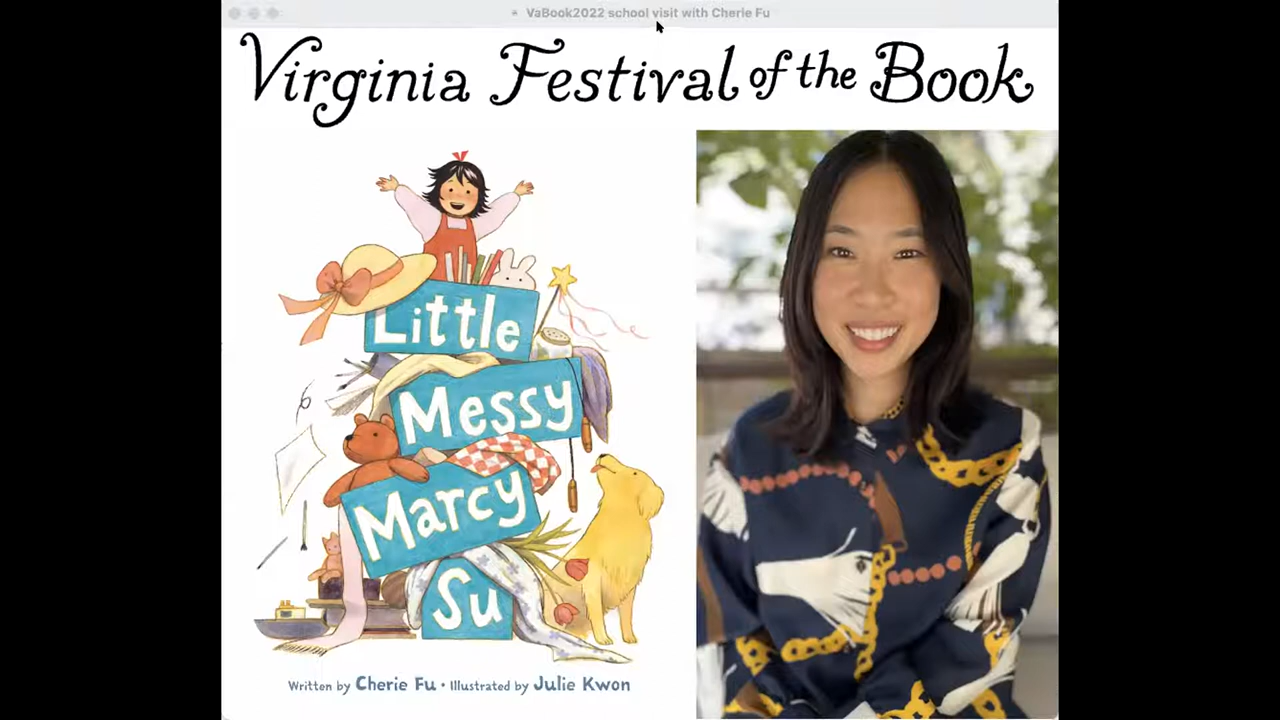 VaBook2022 school visit with Cherie Fu
Virginia Festival of the Book
Little
Messy
Marcy
Su
Written by Cherie Fu • Illustrated by Julie Kwon